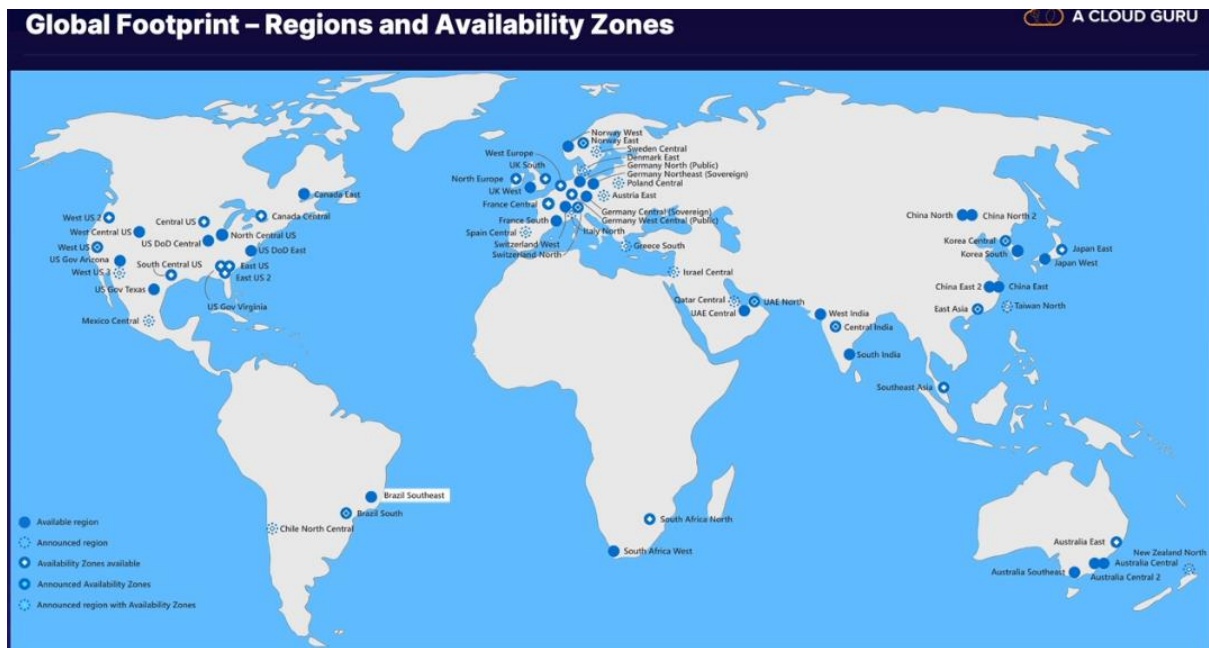 Global Footprint – Regions and Availability Zones
A CLOUD GURU
Norway West
Norway East
Sweden Central
West Europe
Denmark East
UK South
Germany North (Public)
Germany Northeast (Sovereign)
North Europe
Poland Central
UK West
Austria East
Canada East
France Central
Germany Central (Sovereign)
Germany West Central (Public)
West US 2
Central US
Canada Central
France South
Italy North
China North
China North 2
West Central US
North Central US
Spain Central
Switzerland West
Korea Central
Japan East
US DoD Central
West US
US DoD East
Switzerland North
Greece South
Korea South
US Gov Arizona
South Central US
East US
Japan West
West US 3
Israel Central
East US 2
US Gov Texas
China East 2
China East
US Gov Virginia
Qatar Central
UAE North
Taiwan North
UAE Central
West India
East Asia
Mexico Central
Central India
South India
Southeast Asia
Brazil Southeast
Brazil South
Chile North Central
South Africa North
South Africa West
Australia East
New Zealand North
Australia Central
Australia Southeast
Australia Central 2
Available region
Announced region
Availability Zones available
Announced Availability Zones
Announced region with Availability Zones